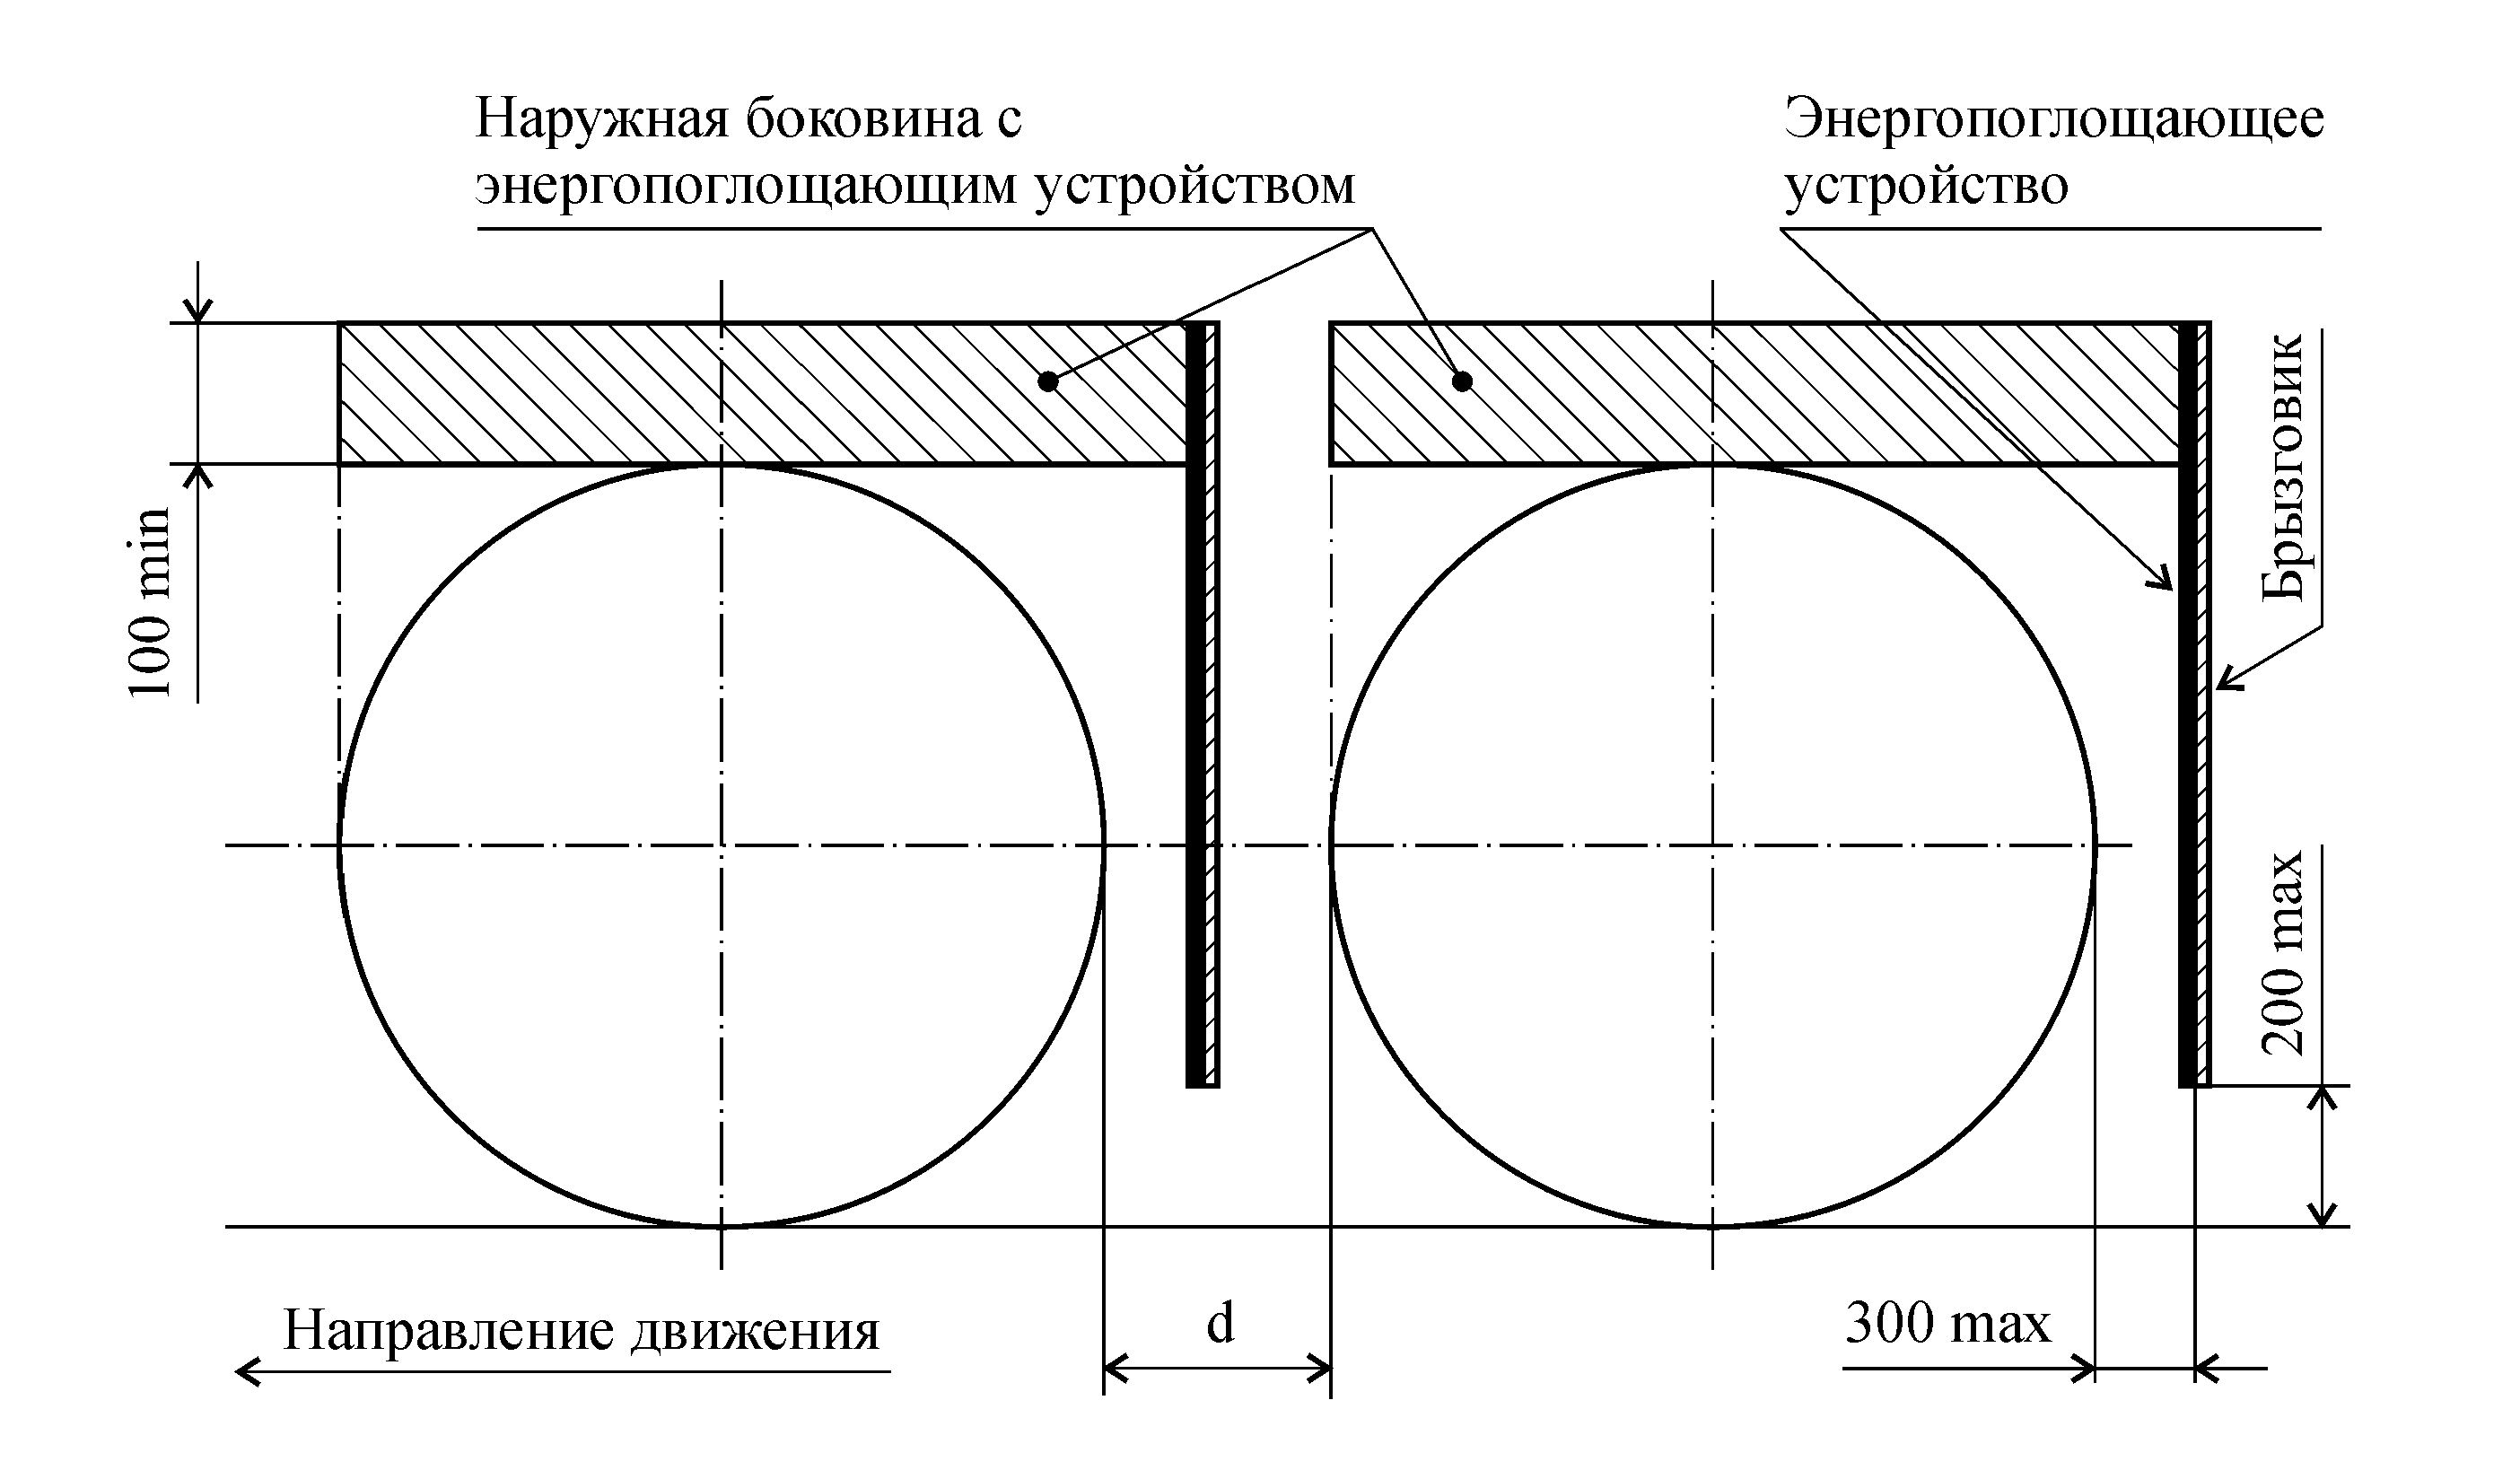 Наружная боковина с
энергопоглощающим устройством
Энергопоглощающее
устройство
Брызговик
100 min
200 max
Направление движения
d
300 max